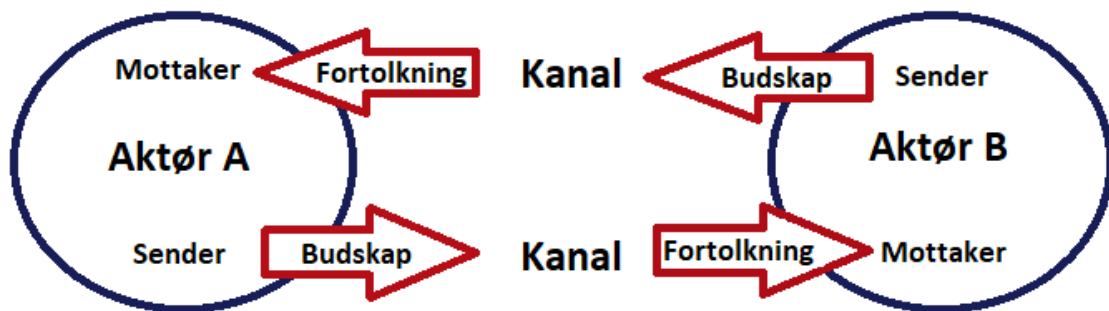 Mottaker Fortolkning Kanal Budskap Sender
Aktør A Aktør B
Sender Budskap Kanal Fortolkning Mottaker